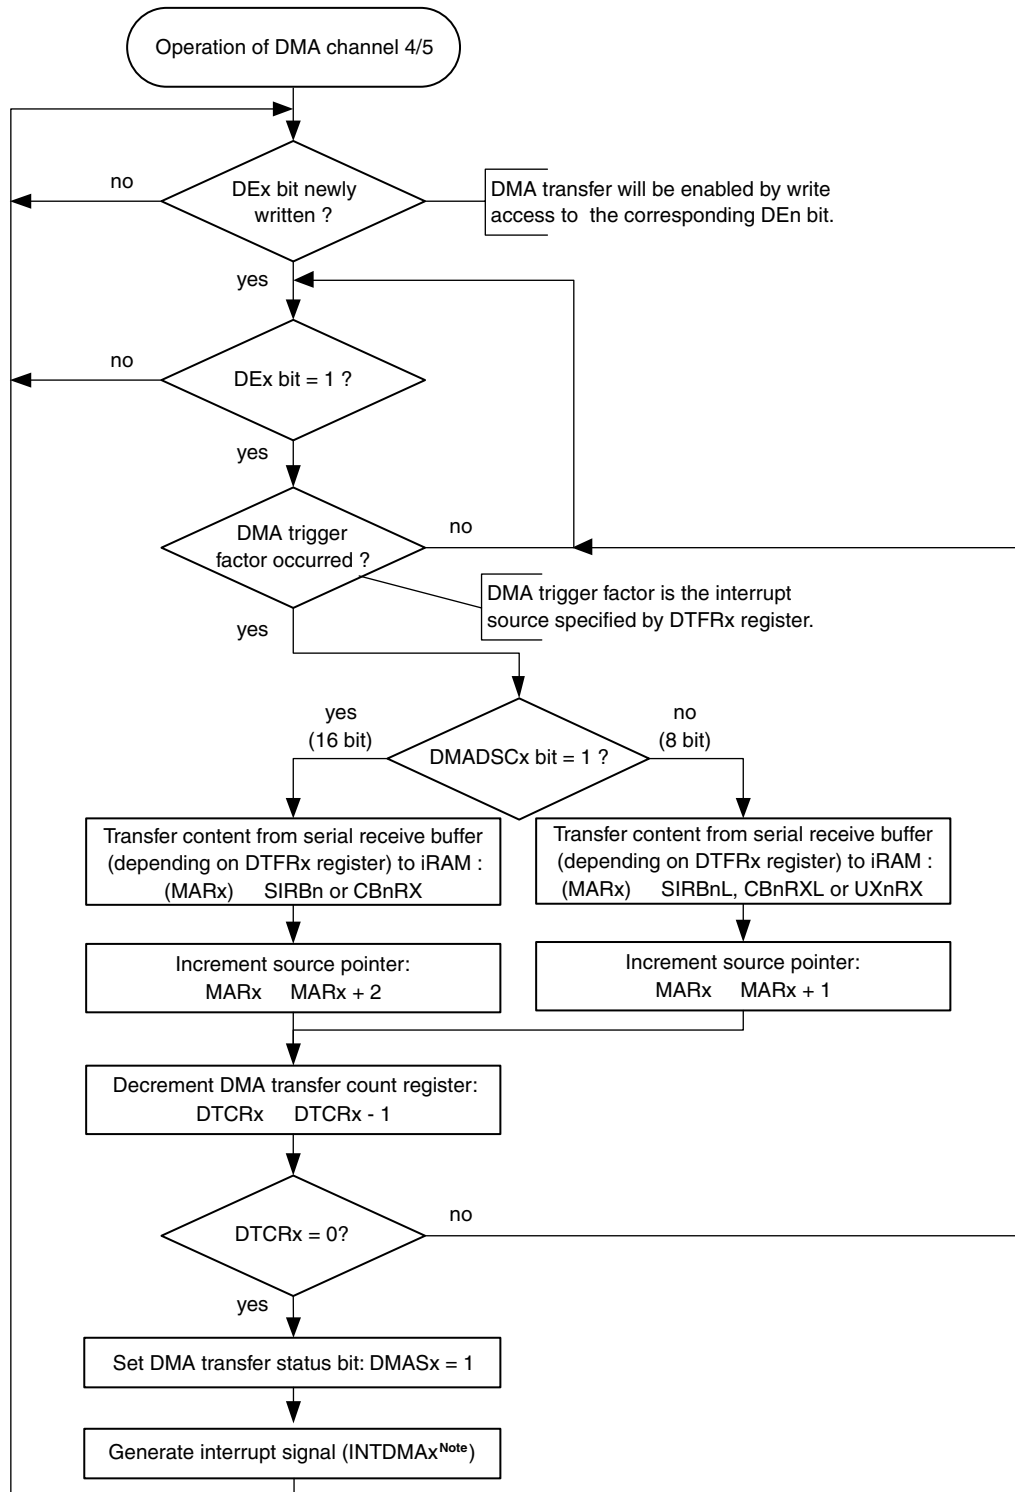 Operation of DMA channel 4/5
no
DEx bit newly
written ?
DMA transfer will be enabled by write
access to the corresponding DEn bit.
yes
no
DEx bit = 1 ?
yes
DMA trigger
factor occurred ?
no
DMA trigger factor is the interrupt
source specified by DTFRx register.
yes
yes
(16 bit)
DMADSCx bit = 1 ?
no
(8 bit)
Transfer content from serial receive buffer
(depending on DTFRx register) to iRAM :
(MARx) SIRBn or CBnRX
Transfer content from serial receive buffer
(depending on DTFRx register) to iRAM :
(MARx) SIRBnL, CBnRXL or UXnRX
Increment source pointer:
MARx MARx + 2
Increment source pointer:
MARx MARx + 1
Decrement DMA transfer count register:
DTCRx DTCRx - 1
DTCRx = 0?
no
yes
Set DMA transfer status bit: DMASx = 1
Generate interrupt signal (INTDMAxNote)